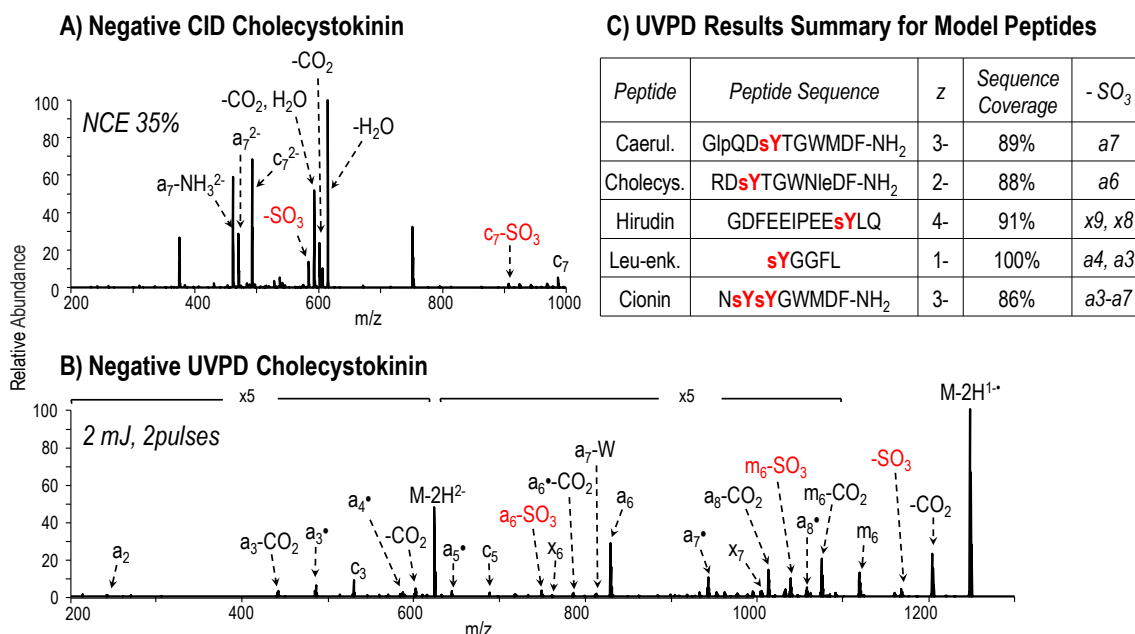 A) Negative CID Cholecystokinin
NCE 35%
-CO2
-CO2, H2O
-H2O
a7 2-
c7 2-
a7-NH3 2-
-SO3
c7-SO3
c7
100
80
60
40
20
0
200 400 600 800 1000
m/z
Relative Abundance
C) UVPD Results Summary for Model Peptides
Peptide Peptide Sequence z Sequence Coverage - SO3
Caerul. GlpQDsYTGWMDF-NH2 3- 89% a7
Cholecys. RDsYTGWNleDF-NH2 2- 88% a6
Hirudin GDFEEIPEEsYLQ 4- 91% x9, x8
Leu-enk. sYGGFL 1- 100% a4, a3
Cionin NsYsYGWMDF-NH2 3- 86% a3-a7
B) Negative UVPD Cholecystokinin
x5 x5
2 mJ, 2pulses
M-2H1-•
a7-W
a6•-CO2
m6-SO3
-SO3
M-2H2-
a4•
a6-SO3
a6
a8-CO2
m6-CO2
-CO2
a3-CO2
a3•
-CO2
a5•
c5
x6
a7•
x7
a8•
m6
a2
c3
100
80
60
40
20
0
200 400 600 800 1000 1200
m/z